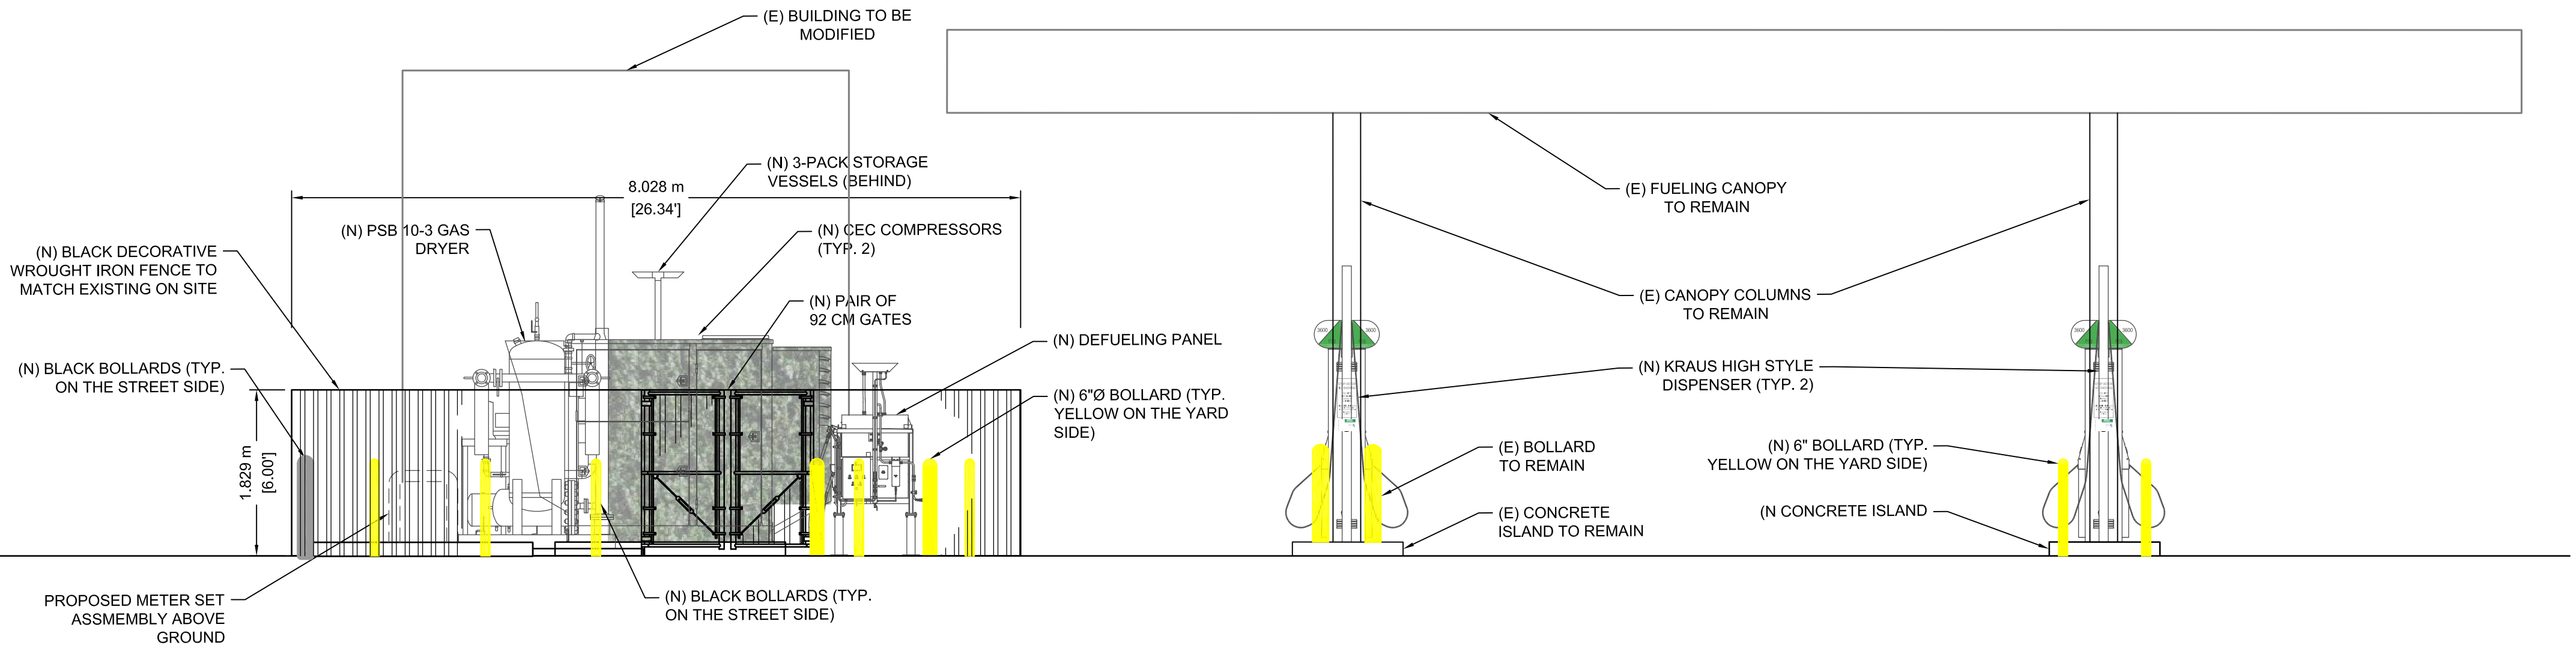 (E) BUILDING TO BE
MODIFIED
(N) 3-PACK STORAGE
VESSELS (BEHIND)
8.028 m
[26.34']
(E) FUELING CANOPY
TO REMAIN
(N) PSB 10-3 GAS
DRYER
(N) CEC COMPRESSORS
(TYP. 2)
(N) BLACK DECORATIVE
WROUGHT IRON FENCE TO
MATCH EXISTING ON SITE
(N) PAIR OF
92 CM GATES
(E) CANOPY COLUMNS
TO REMAIN
3600
3600
3600
3600
(N) DEFUELING PANEL
(N) BLACK BOLLARDS (TYP.
ON THE STREET SIDE)
(N) KRAUS HIGH STYLE
DISPENSER (TYP. 2)
(N) 6"Ø BOLLARD (TYP.
YELLOW ON THE YARD
SIDE)
1.829 m
[6.00']
(E) BOLLARD
TO REMAIN
(N) 6" BOLLARD (TYP.
YELLOW ON THE YARD SIDE)
(E) CONCRETE
ISLAND TO REMAIN
(N CONCRETE ISLAND
PROPOSED METER SET
ASSMEMBLY ABOVE
GROUND
(N) BLACK BOLLARDS (TYP.
ON THE STREET SIDE)